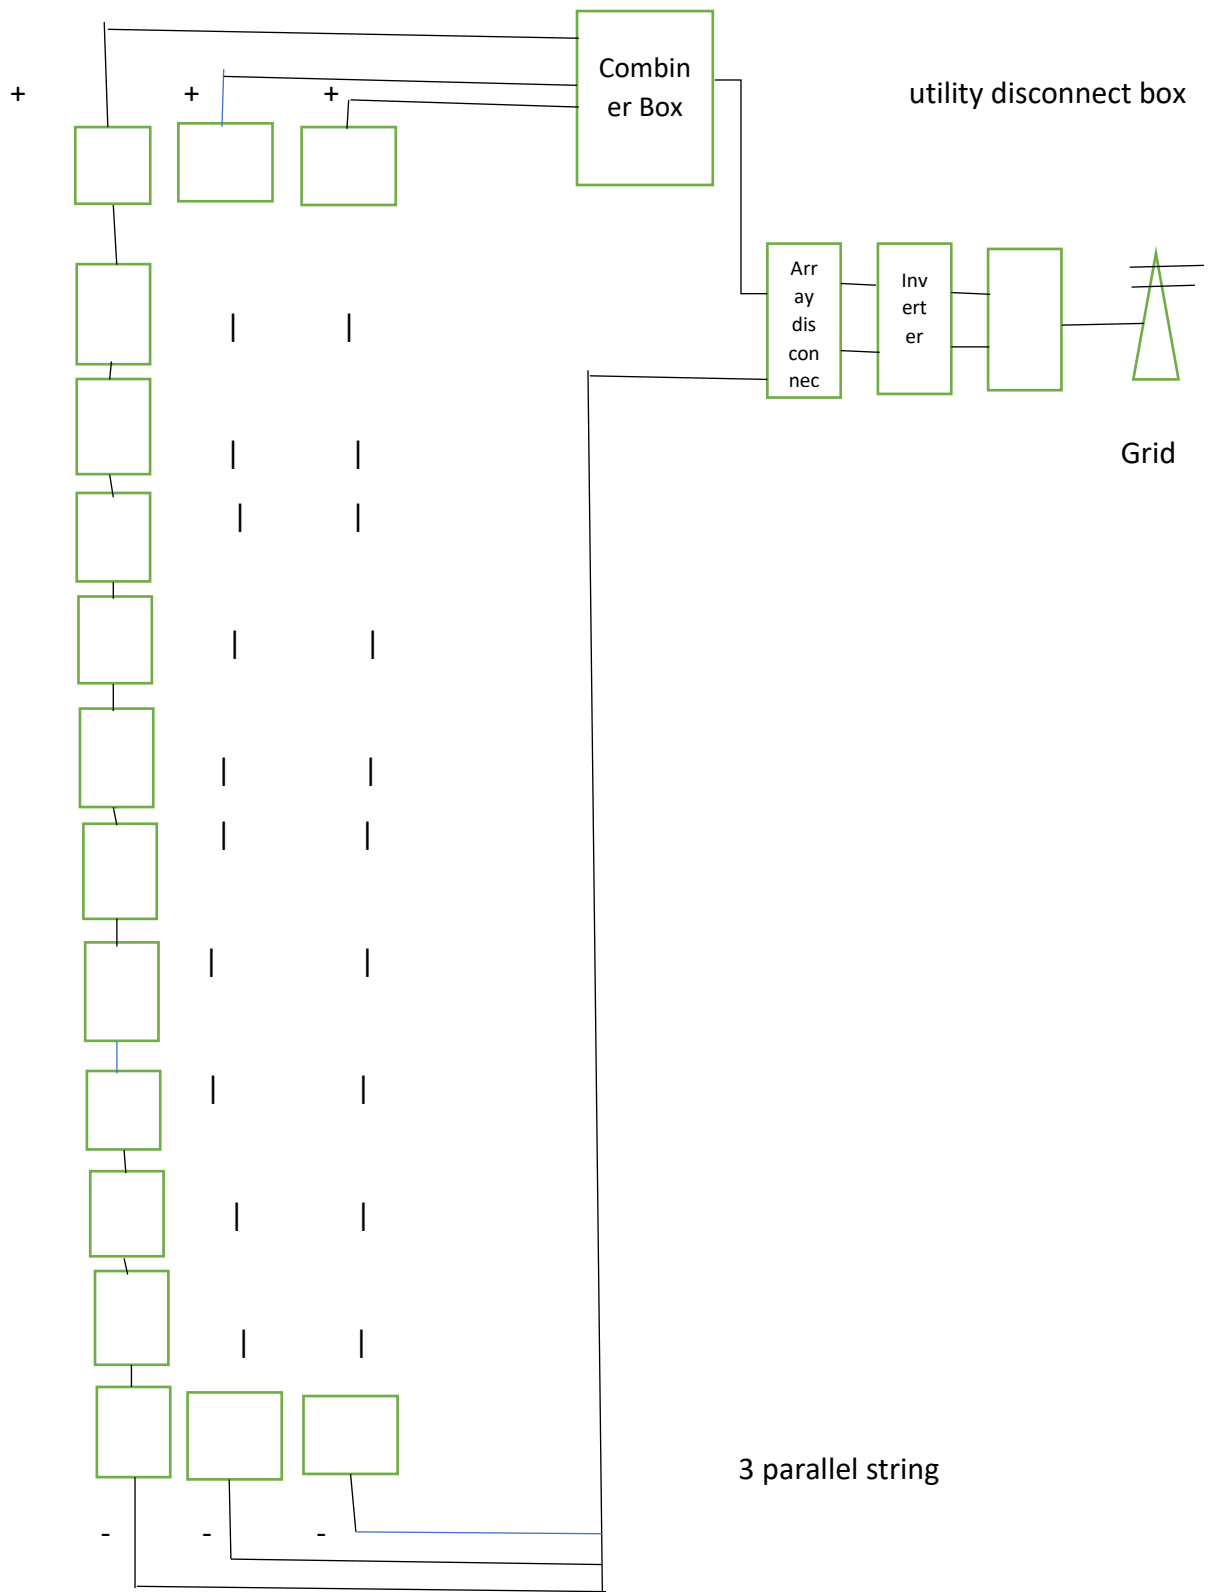 Combin
er Box
+ + +
utility disconnect box
Arr
ay
dis
con
nec
Inv
ert
er
| |
| |
Grid
| |
| |
| |
| |
| |
| |
| |
| |
3 parallel string
- - -